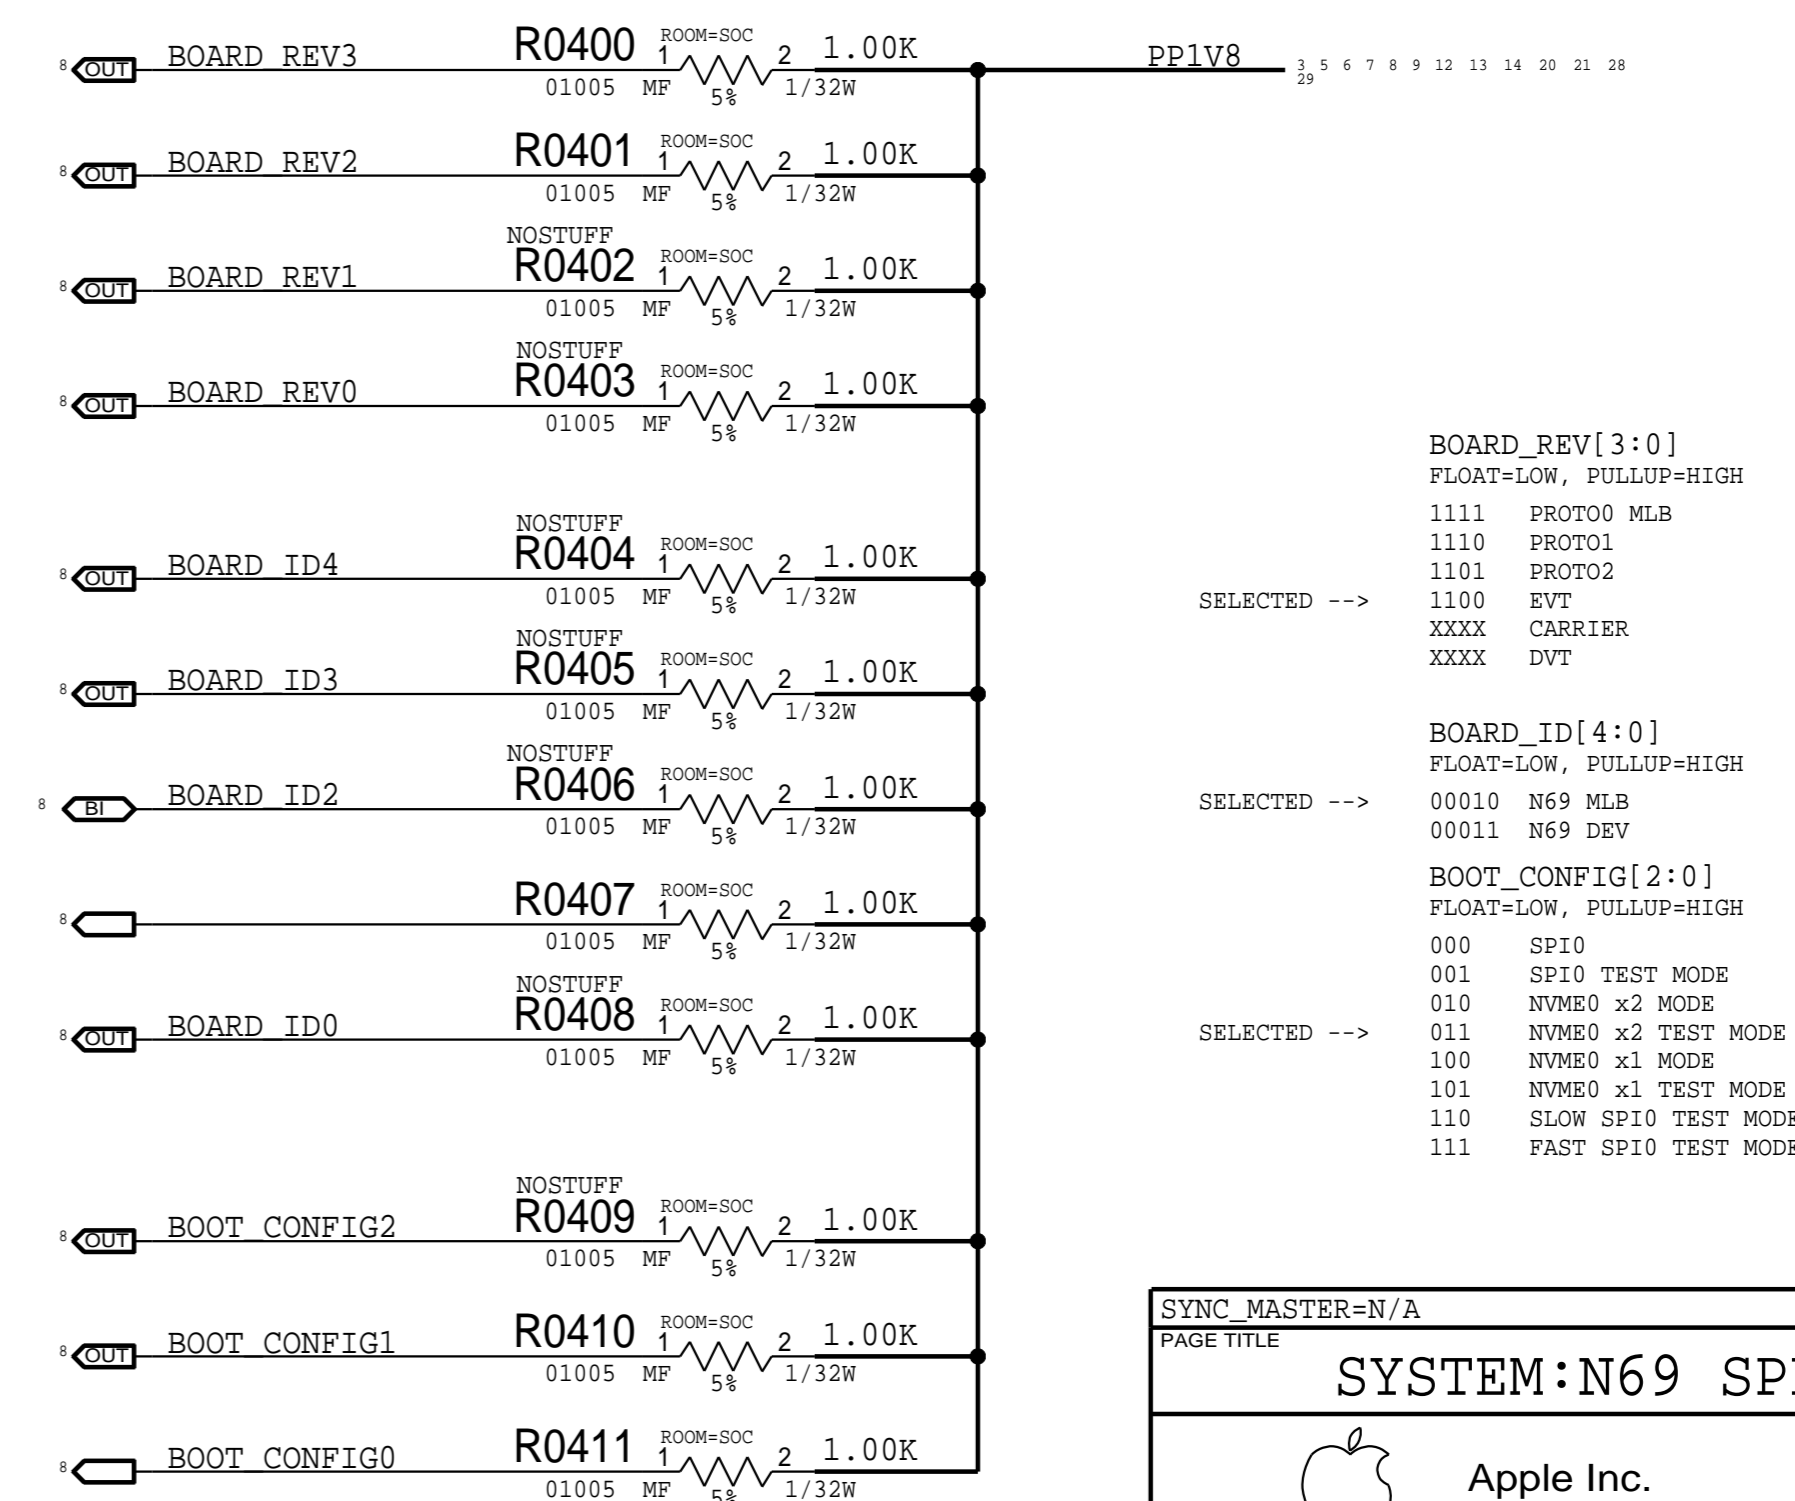 8 OUT BOARD_REV3 R0400 ROOM=SOC 1 2 1.00K
01005 MF 5% 1/32W
PP1V8 3 5 6 7 8 9 12 13 14 20 21 28
29
8 OUT BOARD_REV2 R0401 ROOM=SOC 1 2 1.00K
01005 MF 5% 1/32W
NOSTUFF
8 OUT BOARD_REV1 R0402 ROOM=SOC 1 2 1.00K
01005 MF 5% 1/32W
NOSTUFF
8 OUT BOARD_REV0 R0403 ROOM=SOC 1 2 1.00K
01005 MF 5% 1/32W
NOSTUFF
8 OUT BOARD_ID4 R0404 ROOM=SOC 1 2 1.00K
01005 MF 5% 1/32W
NOSTUFF
8 OUT BOARD_ID3 R0405 ROOM=SOC 1 2 1.00K
01005 MF 5% 1/32W
NOSTUFF
8 BI BOARD_ID2 R0406 ROOM=SOC 1 2 1.00K
01005 MF 5% 1/32W
8 R0407 ROOM=SOC 1 2 1.00K
01005 MF 5% 1/32W
NOSTUFF
8 OUT BOARD_ID0 R0408 ROOM=SOC 1 2 1.00K
01005 MF 5% 1/32W
NOSTUFF
8 OUT BOOT_CONFIG2 R0409 ROOM=SOC 1 2 1.00K
01005 MF 5% 1/32W
8 OUT BOOT_CONFIG1 R0410 ROOM=SOC 1 2 1.00K
01005 MF 5% 1/32W
8 BOOT_CONFIG0 R0411 ROOM=SOC 1 2 1.00K
01005 MF 5% 1/32W
BOARD_REV[3:0]
FLOAT=LOW, PULLUP=HIGH
1111 PROTO0 MLB
1110 PROTO1
1101 PROTO2
SELECTED --> 1100 EVT
XXXX CARRIER
XXXX DVT
BOARD_ID[4:0]
FLOAT=LOW, PULLUP=HIGH
SELECTED --> 00010 N69 MLB
00011 N69 DEV
BOOT_CONFIG[2:0]
FLOAT=LOW, PULLUP=HIGH
000 SPI0
001 SPI0 TEST MODE
010 NVME0 x2 MODE
SELECTED --> 011 NVME0 x2 TEST MODE
100 NVME0 x1 MODE
101 NVME0 x1 TEST MODE
110 SLOW SPI0 TEST MODE
111 FAST SPI0 TEST MODE
SYNC_MASTER=N/A
PAGE TITLE
SYSTEM:N69
Apple Inc.